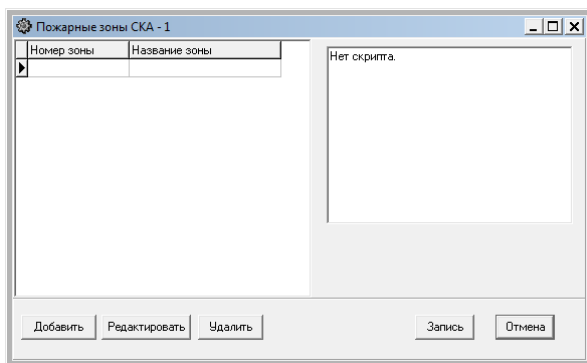 Пожарные зоны СКА - 1
Номер зоны Название зоны
Нет скрипта.
Добавить Редактировать Удалить Запись Отмена